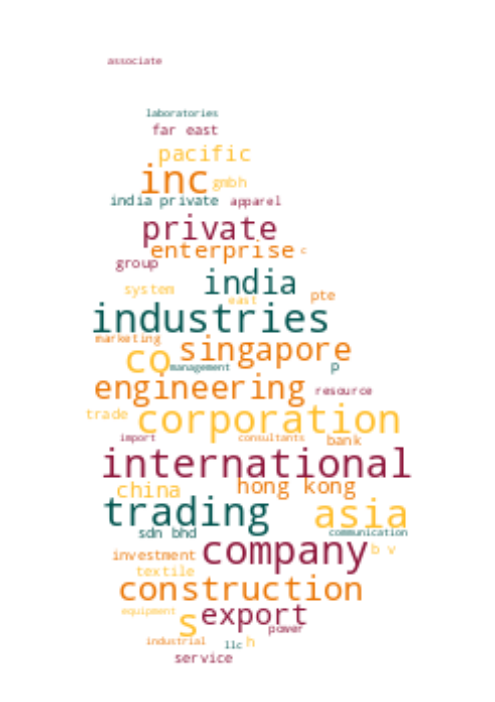 associate
laboratories
far east
pacific
inc gmbh
india private apparel
private
enterprise c
group
india
system
east pte
industries
marketing
singapore
co
management p
engineering resource
trade corporation
import consultants bank
international
china hong kong
trading asia
sdn bhd communication
company b v
investment
textile
construction
equipment export
s
power
industrial llc h
service